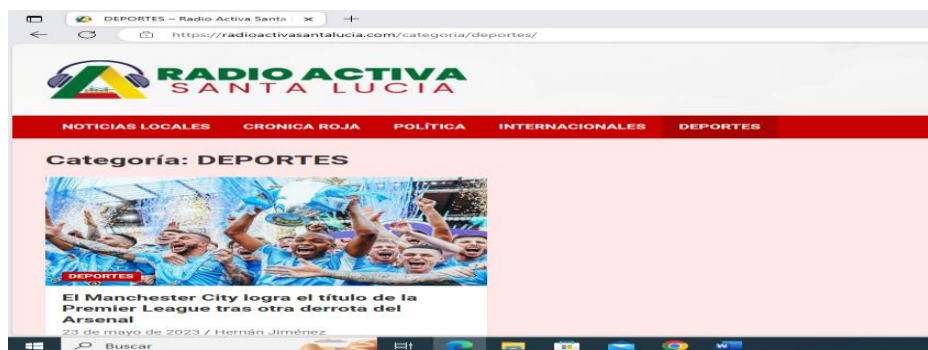 DEPORTES – Radio Activa Santa
https://radioactivasantalucia.com/categoria/deportes/
RADIO ACTIVA
SANTA LUCIA
NOTICIAS LOCALES CRONICA ROJA POLÍTICA INTERNACIONALES DEPORTES
Categoría: DEPORTES
DEPORTES
El Manchester City logra el título de la
Premier League tras otra derrota del
Arsenal
23 de mayo de 2023 / Hernán Jiménez
Buscar